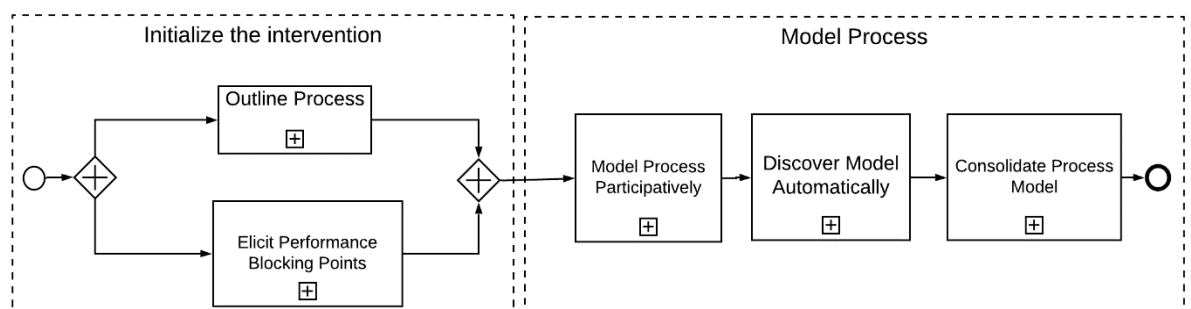 Initialize the intervention
Outline Process
Elicit Performance
Blocking Points
Model Process
Model Process
Participatively
Discover Model
Automatically
Consolidate Process
Model